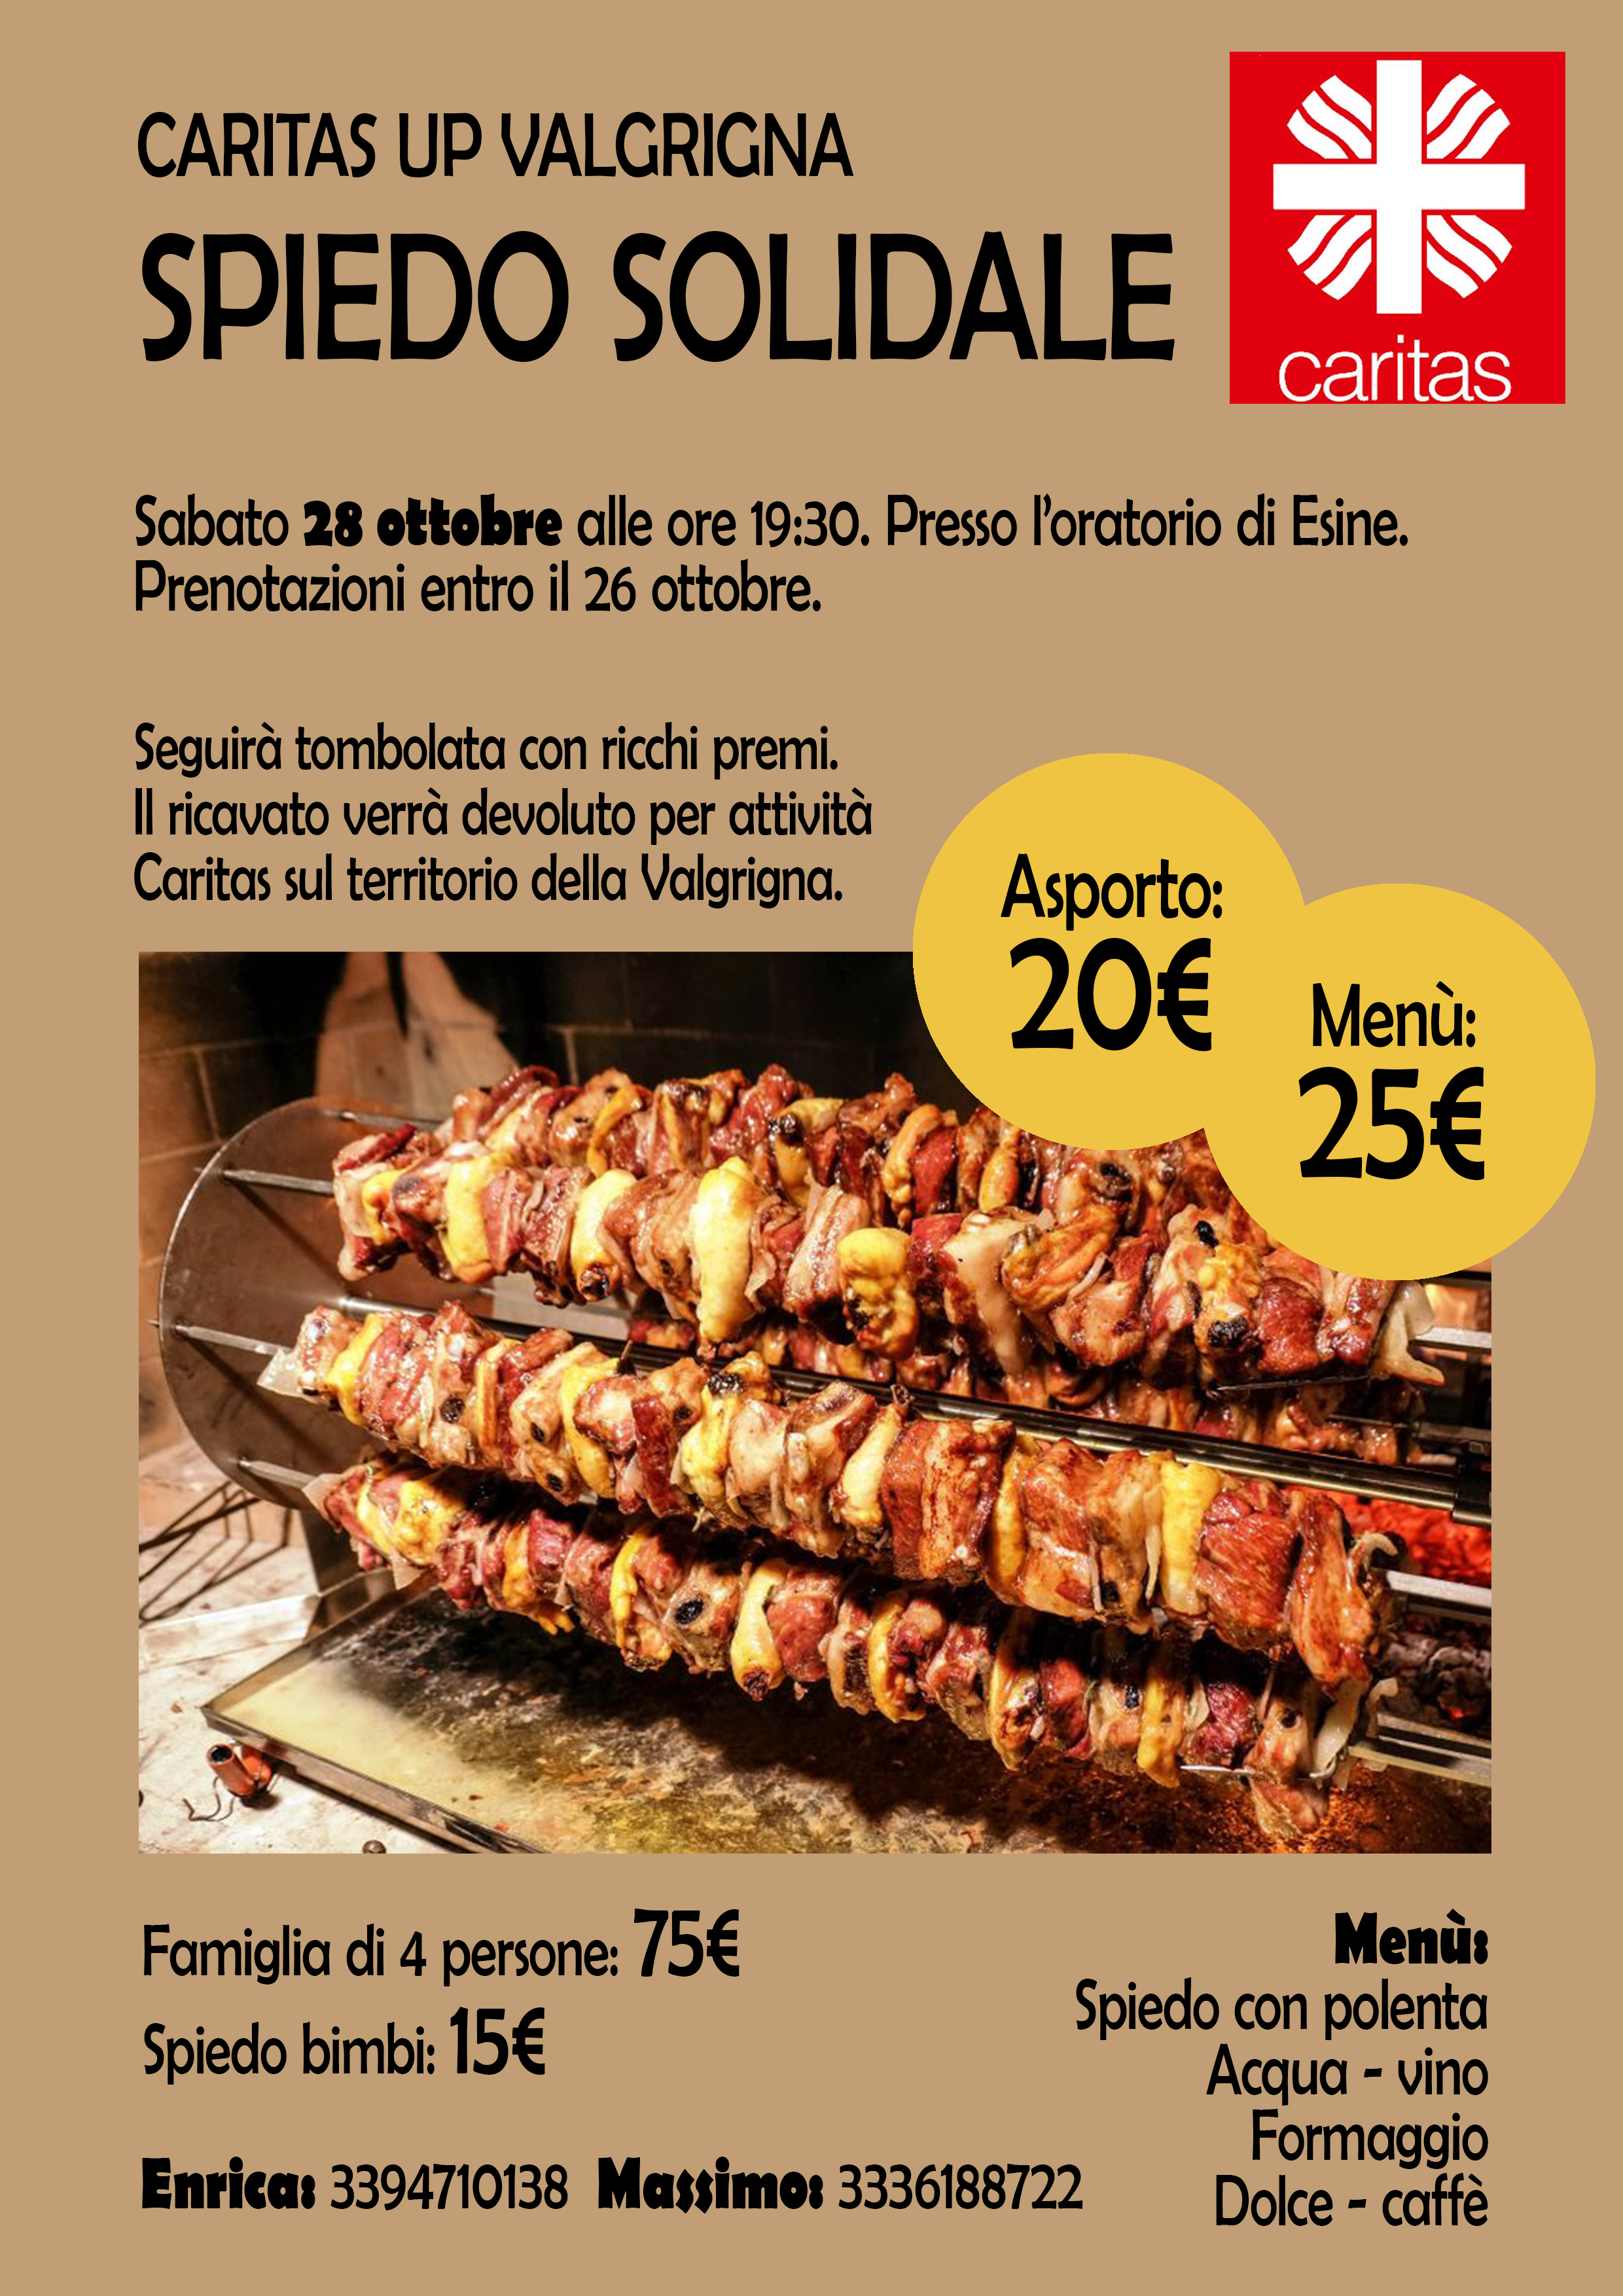 CARITAS UP VALGRIGNA
SPIEDO SOLIDALE
caritas
Sabato 28 ottobre alle ore 19:30. Presso l'oratorio di Esine.
Prenotazioni entro il 26 ottobre.
Seguirà tombolata con ricchi premi.
Il ricavato verrà devoluto per attività
Caritas sul territorio della Valgrigna.
Asporto:
20€
Menù:
25€
Famiglia di 4 persone: 75€
Spiedo bimbi: 15€
Enrica: 3394710138 Massimo: 3336188722
Menù:
Spiedo con polenta
Acqua - vino
Formaggio
Dolce - caffè